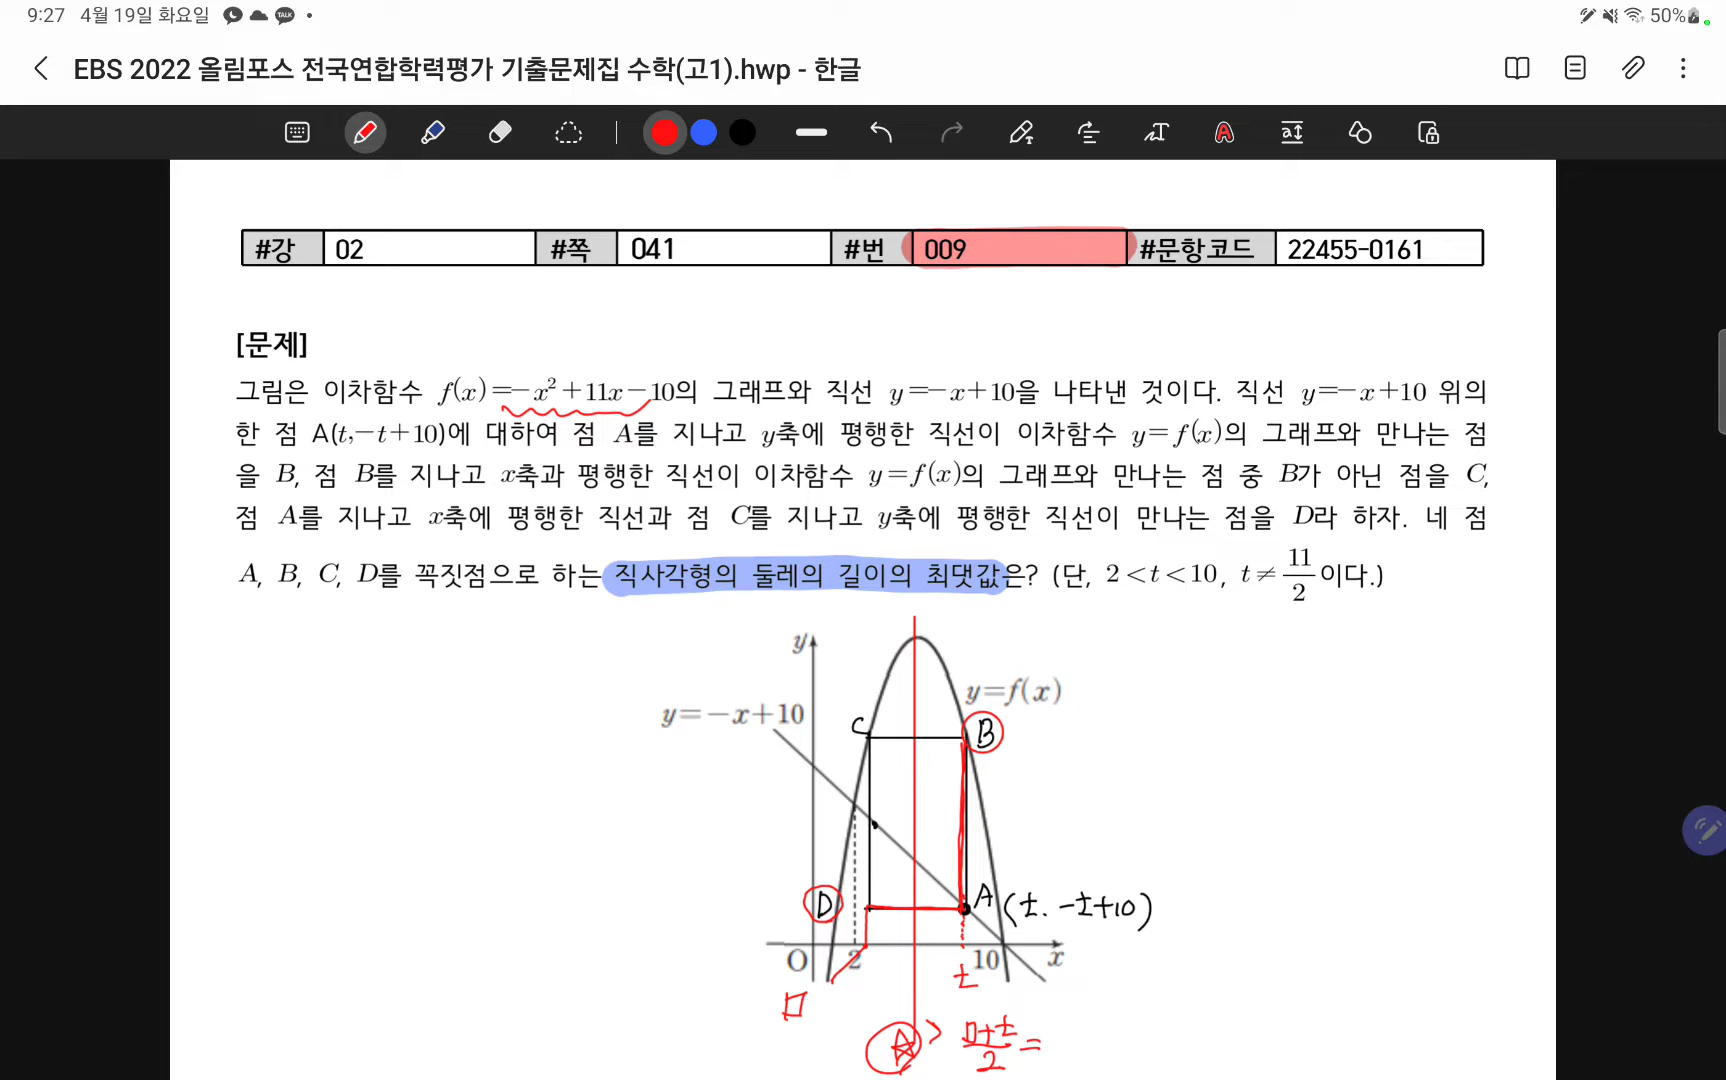 9:27 4월 19일 화요일 TALK 50%
EBS 2022 올림포스 전국연합학력평가 기출문제집 수학(고1).hwp - 한글
#강 02 #쪽 041 #번 009 #문항코드 22455-0161
[문제]
그림은 이차함수 f(x)=-x²+11x-10의 그래프와 직선 y=-x+10을 나타낸 것이다. 직선 y=-x+10 위의
한 점 A(t,-t+10)에 대하여 점 A를 지나고 y축에 평행한 직선이 이차함수 y=f(x)의 그래프와 만나는 점
을 B, 점 B를 지나고 x축과 평행한 직선이 이차함수 y=f(x)의 그래프와 만나는 점 중 B가 아닌 점을 C,
점 A를 지나고 x축에 평행한 직선과 점 C를 지나고 y축에 평행한 직선이 만나는 점을 D라 하자. 네 점
A, B, C, D를 꼭짓점으로 하는 직사각형의 둘레의 길이의 최댓값은? (단, 2<t<10, t≠11/2이다.)
y
y=f(x)
y=-x+10
C B
D A (t. -t+10)
O 2 10 x
t
□
☆ > □+t/2 =